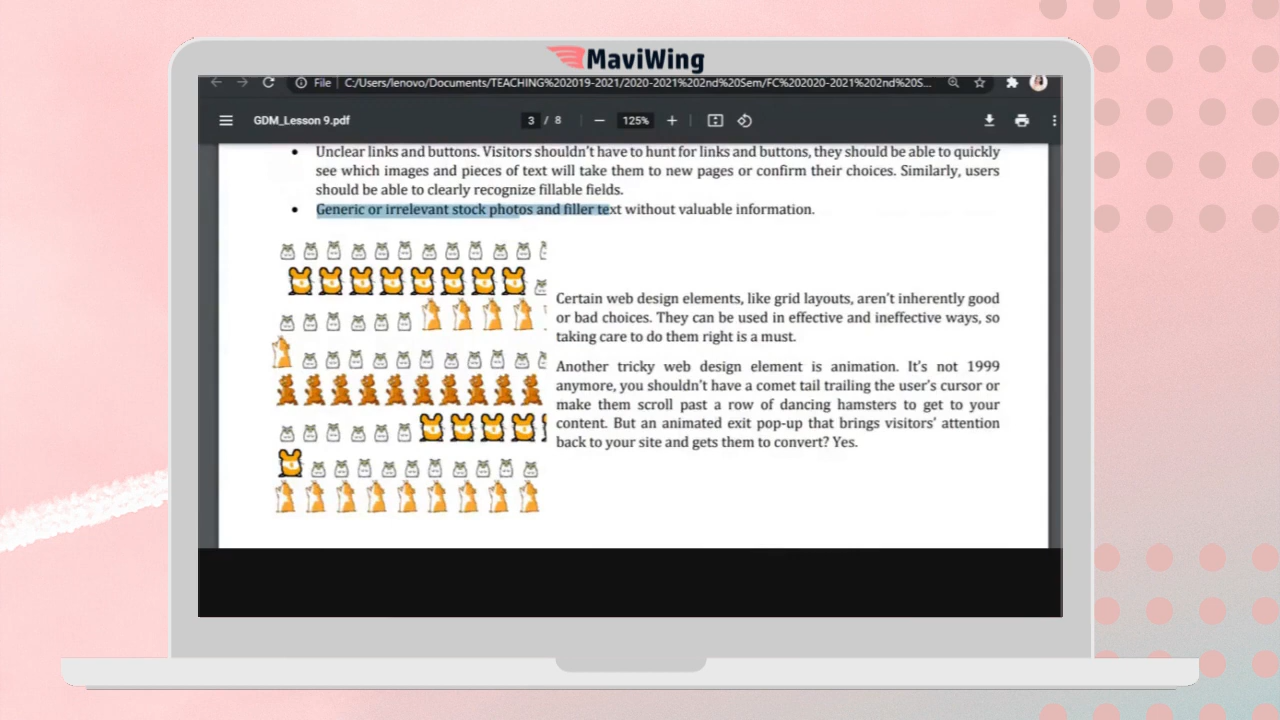 MaviWing
File C:/Users/lenovo/Documents/TEACHING%202019-2021/2020-2021%202nd%20Sem/FC%202020-2021%202nd%20S...
GDM_Lesson 9.pdf 3 / 8 125%
• Unclear links and buttons. Visitors shouldn't have to hunt for links and buttons, they should be able to quickly
see which images and pieces of text will take them to new pages or confirm their choices. Similarly, users
should be able to clearly recognize fillable fields.
• Generic or irrelevant stock photos and filler text without valuable information.
Certain web design elements, like grid layouts, aren't inherently good
or bad choices. They can be used in effective and ineffective ways, so
taking care to do them right is a must.
Another tricky web design element is animation. It's not 1999
anymore, you shouldn't have a comet tail trailing the user's cursor or
make them scroll past a row of dancing hamsters to get to your
content. But an animated exit pop-up that brings visitors' attention
back to your site and gets them to convert? Yes.